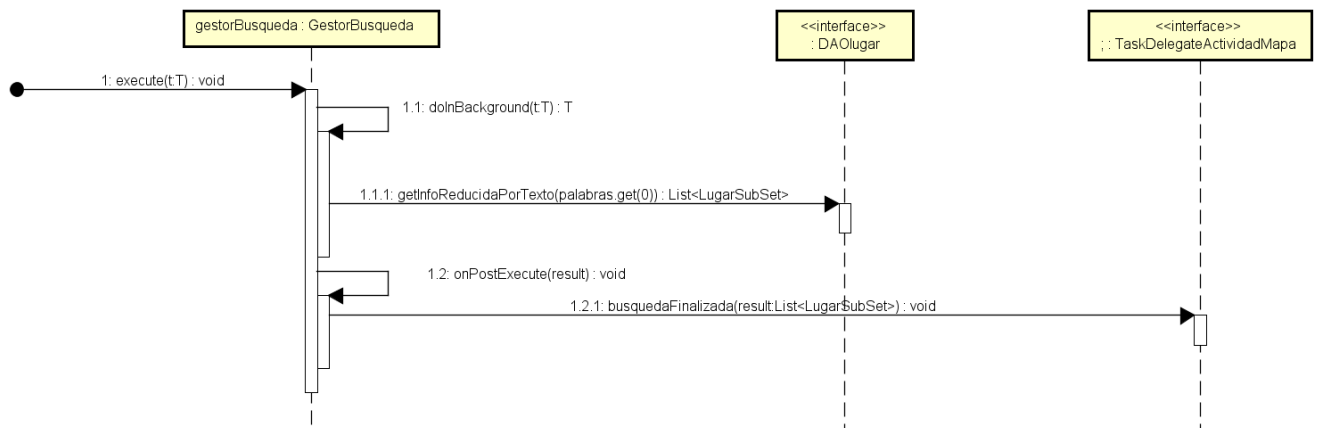 gestorBusqueda : GestorBusqueda
<<interface>>
: DAOlugar
<<interface>>
; : TaskDelegateActividadMapa
1: execute(t:T) : void
1.1: doInBackground(t:T) : T
1.1.1: getInfoReducidaPorTexto(palabras.get(0)) : List<LugarSubSet>
1.2: onPostExecute(result) : void
1.2.1: busquedaFinalizada(result:List<LugarSubSet>) : void